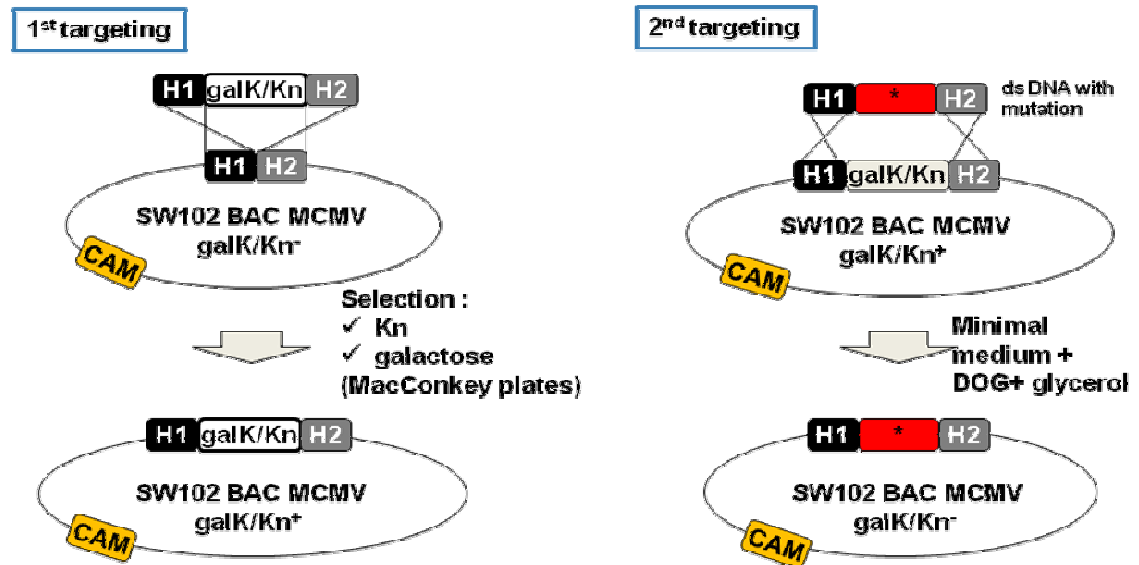 1st targeting
H1 galK/Kn H2
H1 H2
SW102 BAC MCMV
galK/Kn-
CAM
Selection :
✓ Kn
✓ galactose
(MacConkey plates)
H1 galK/Kn H2
SW102 BAC MCMV
galK/Kn+
CAM
2nd targeting
H1 * H2
ds DNA with
mutation
H1 galK/Kn H2
SW102 BAC MCMV
galK/Kn+
CAM
Minimal
medium +
DOG+ glycerol
H1 * H2
SW102 BAC MCMV
galK/Kn-
CAM